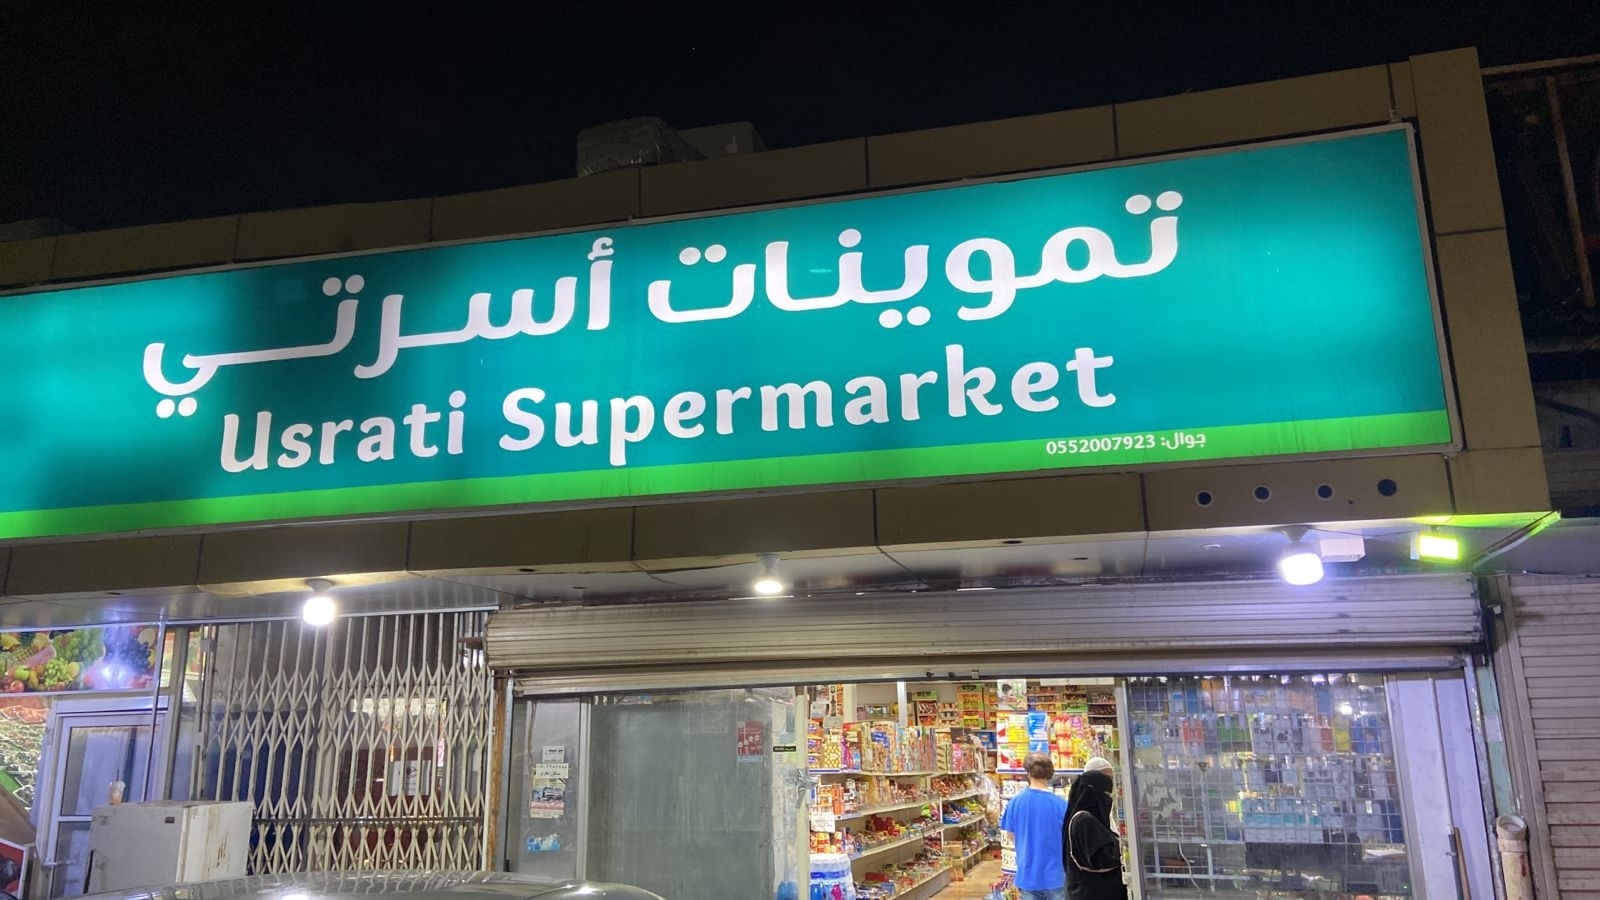 تموينات أسرتي
Usrati Supermarket
جوال: 0552007923